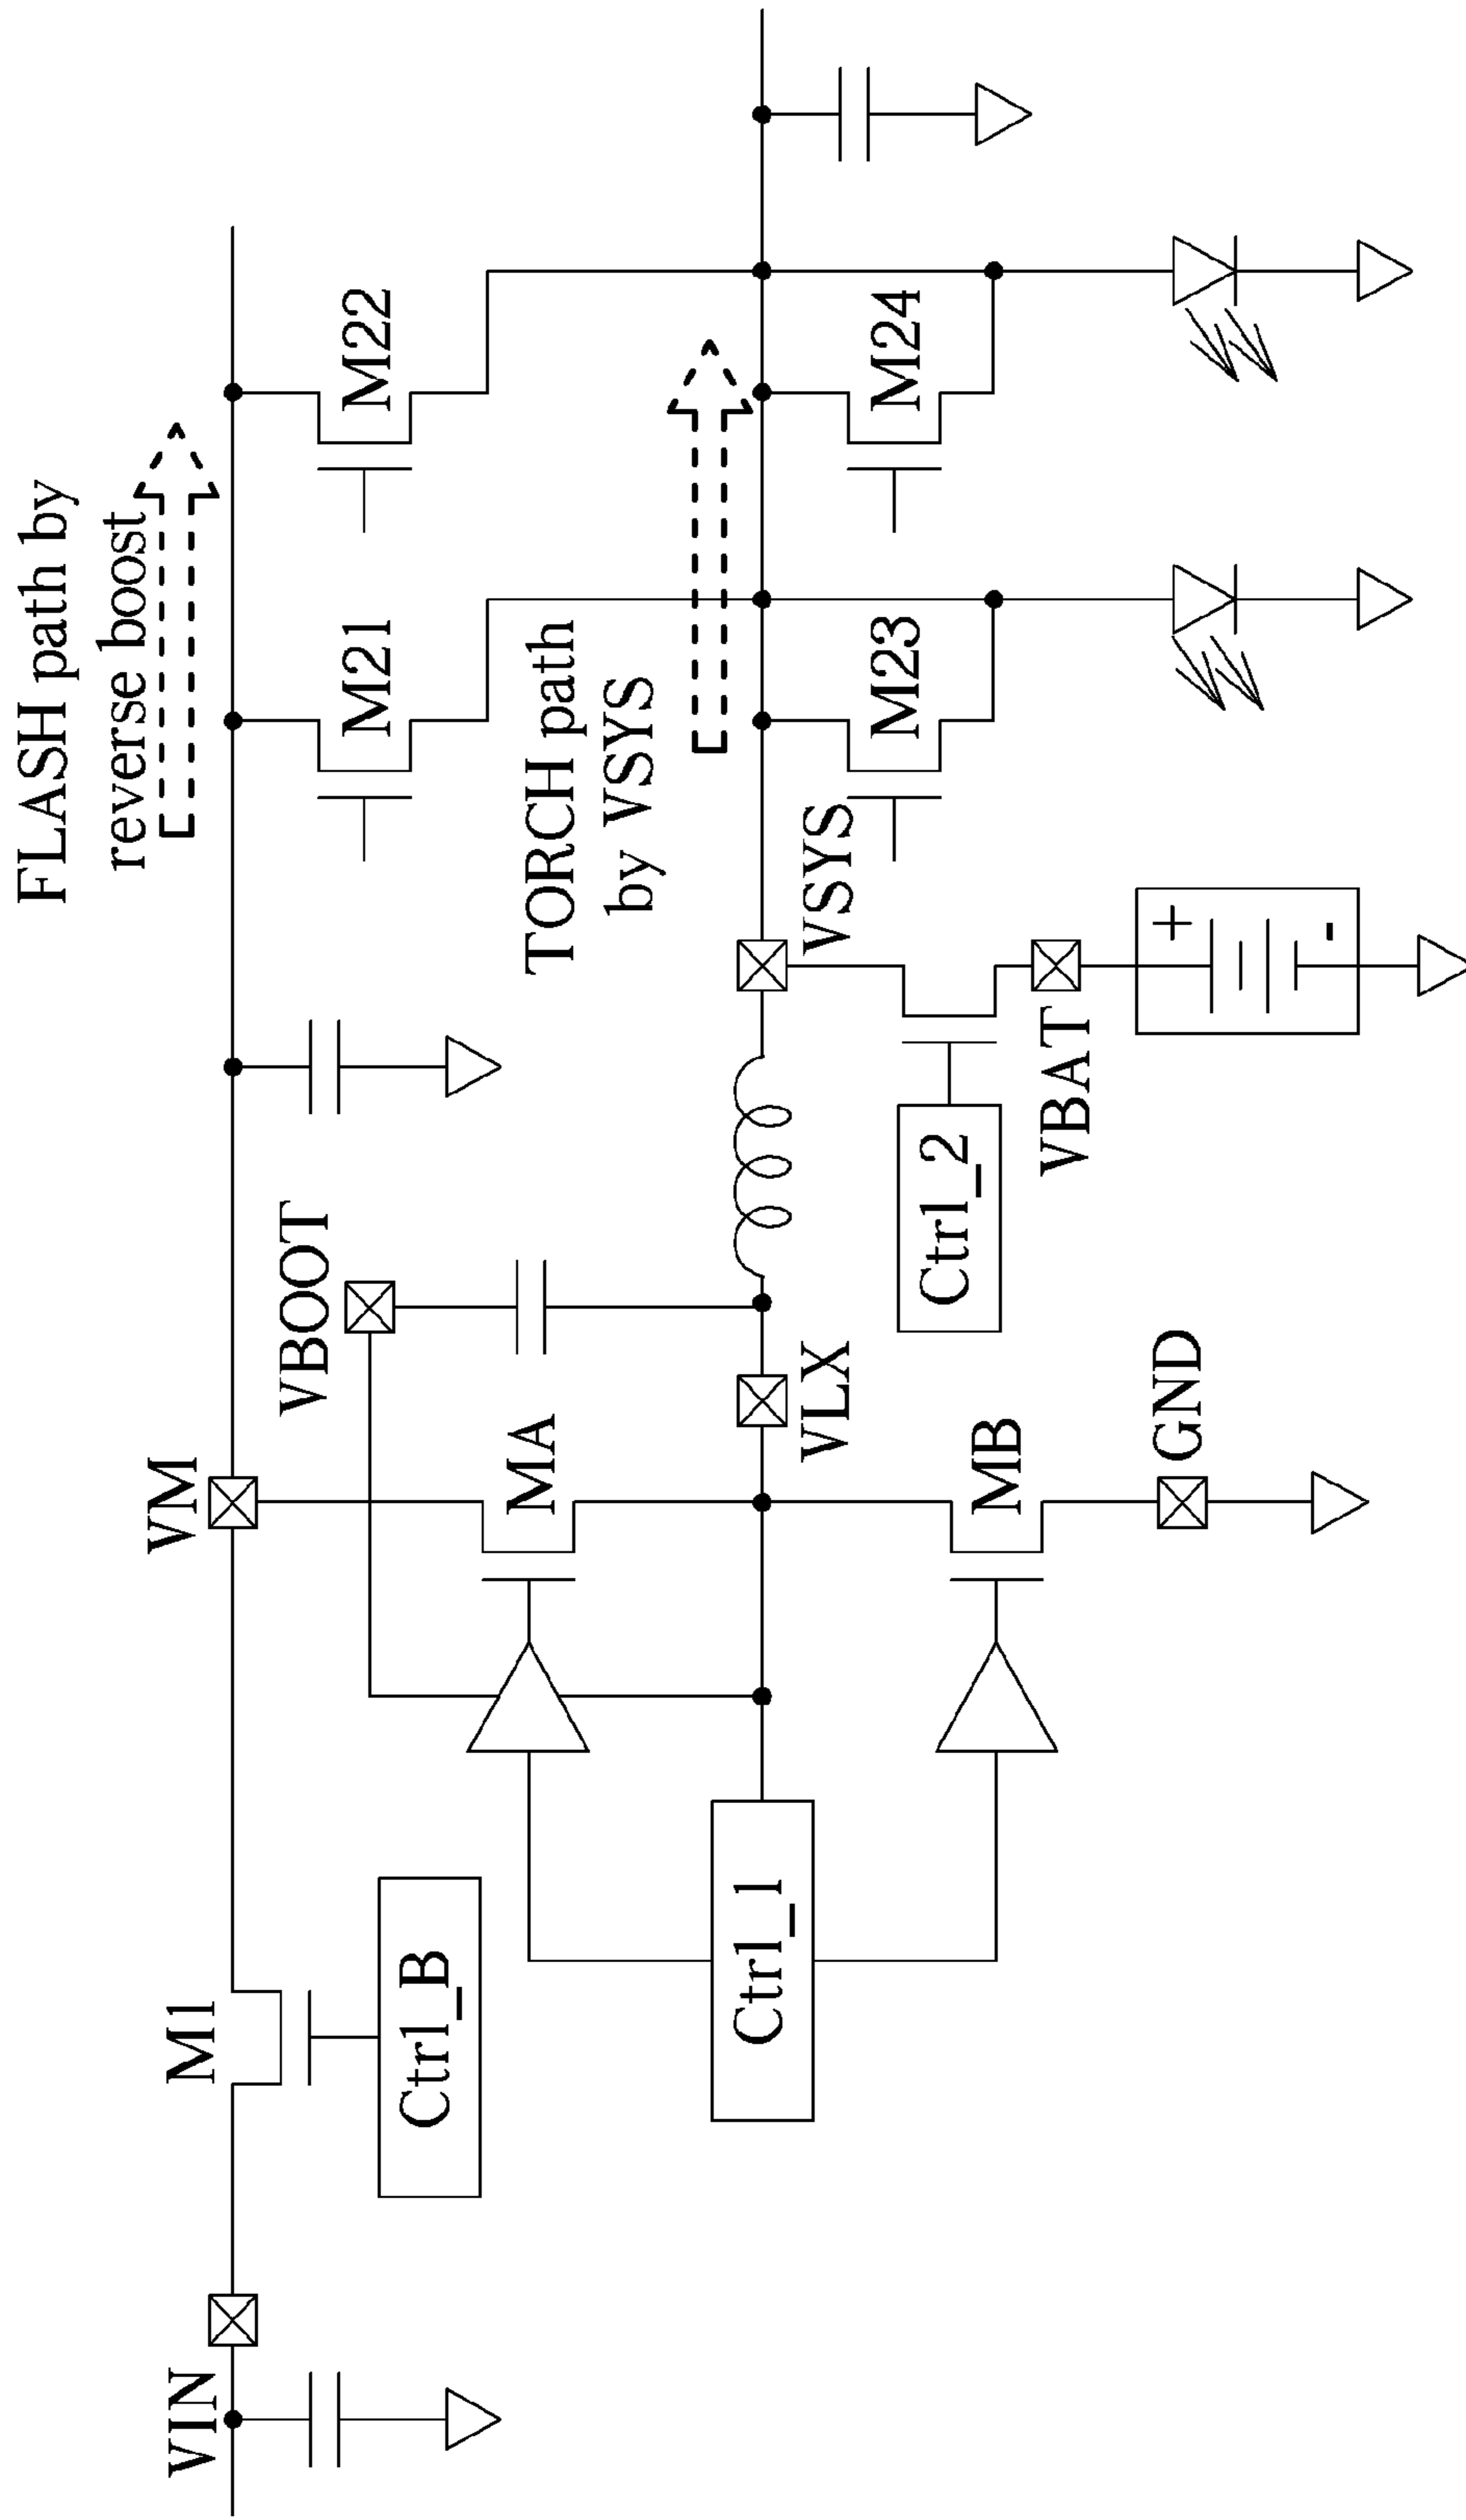 FLASH path by
reverse boost
VIN
M1
VM
VBOOT
M21
M22
Ctrl_B
MA
TORCH path
by VSYS
Ctrl_1
VLX
VSYS
M23
M24
Ctrl_2
MB
VBAT
+
-
GND